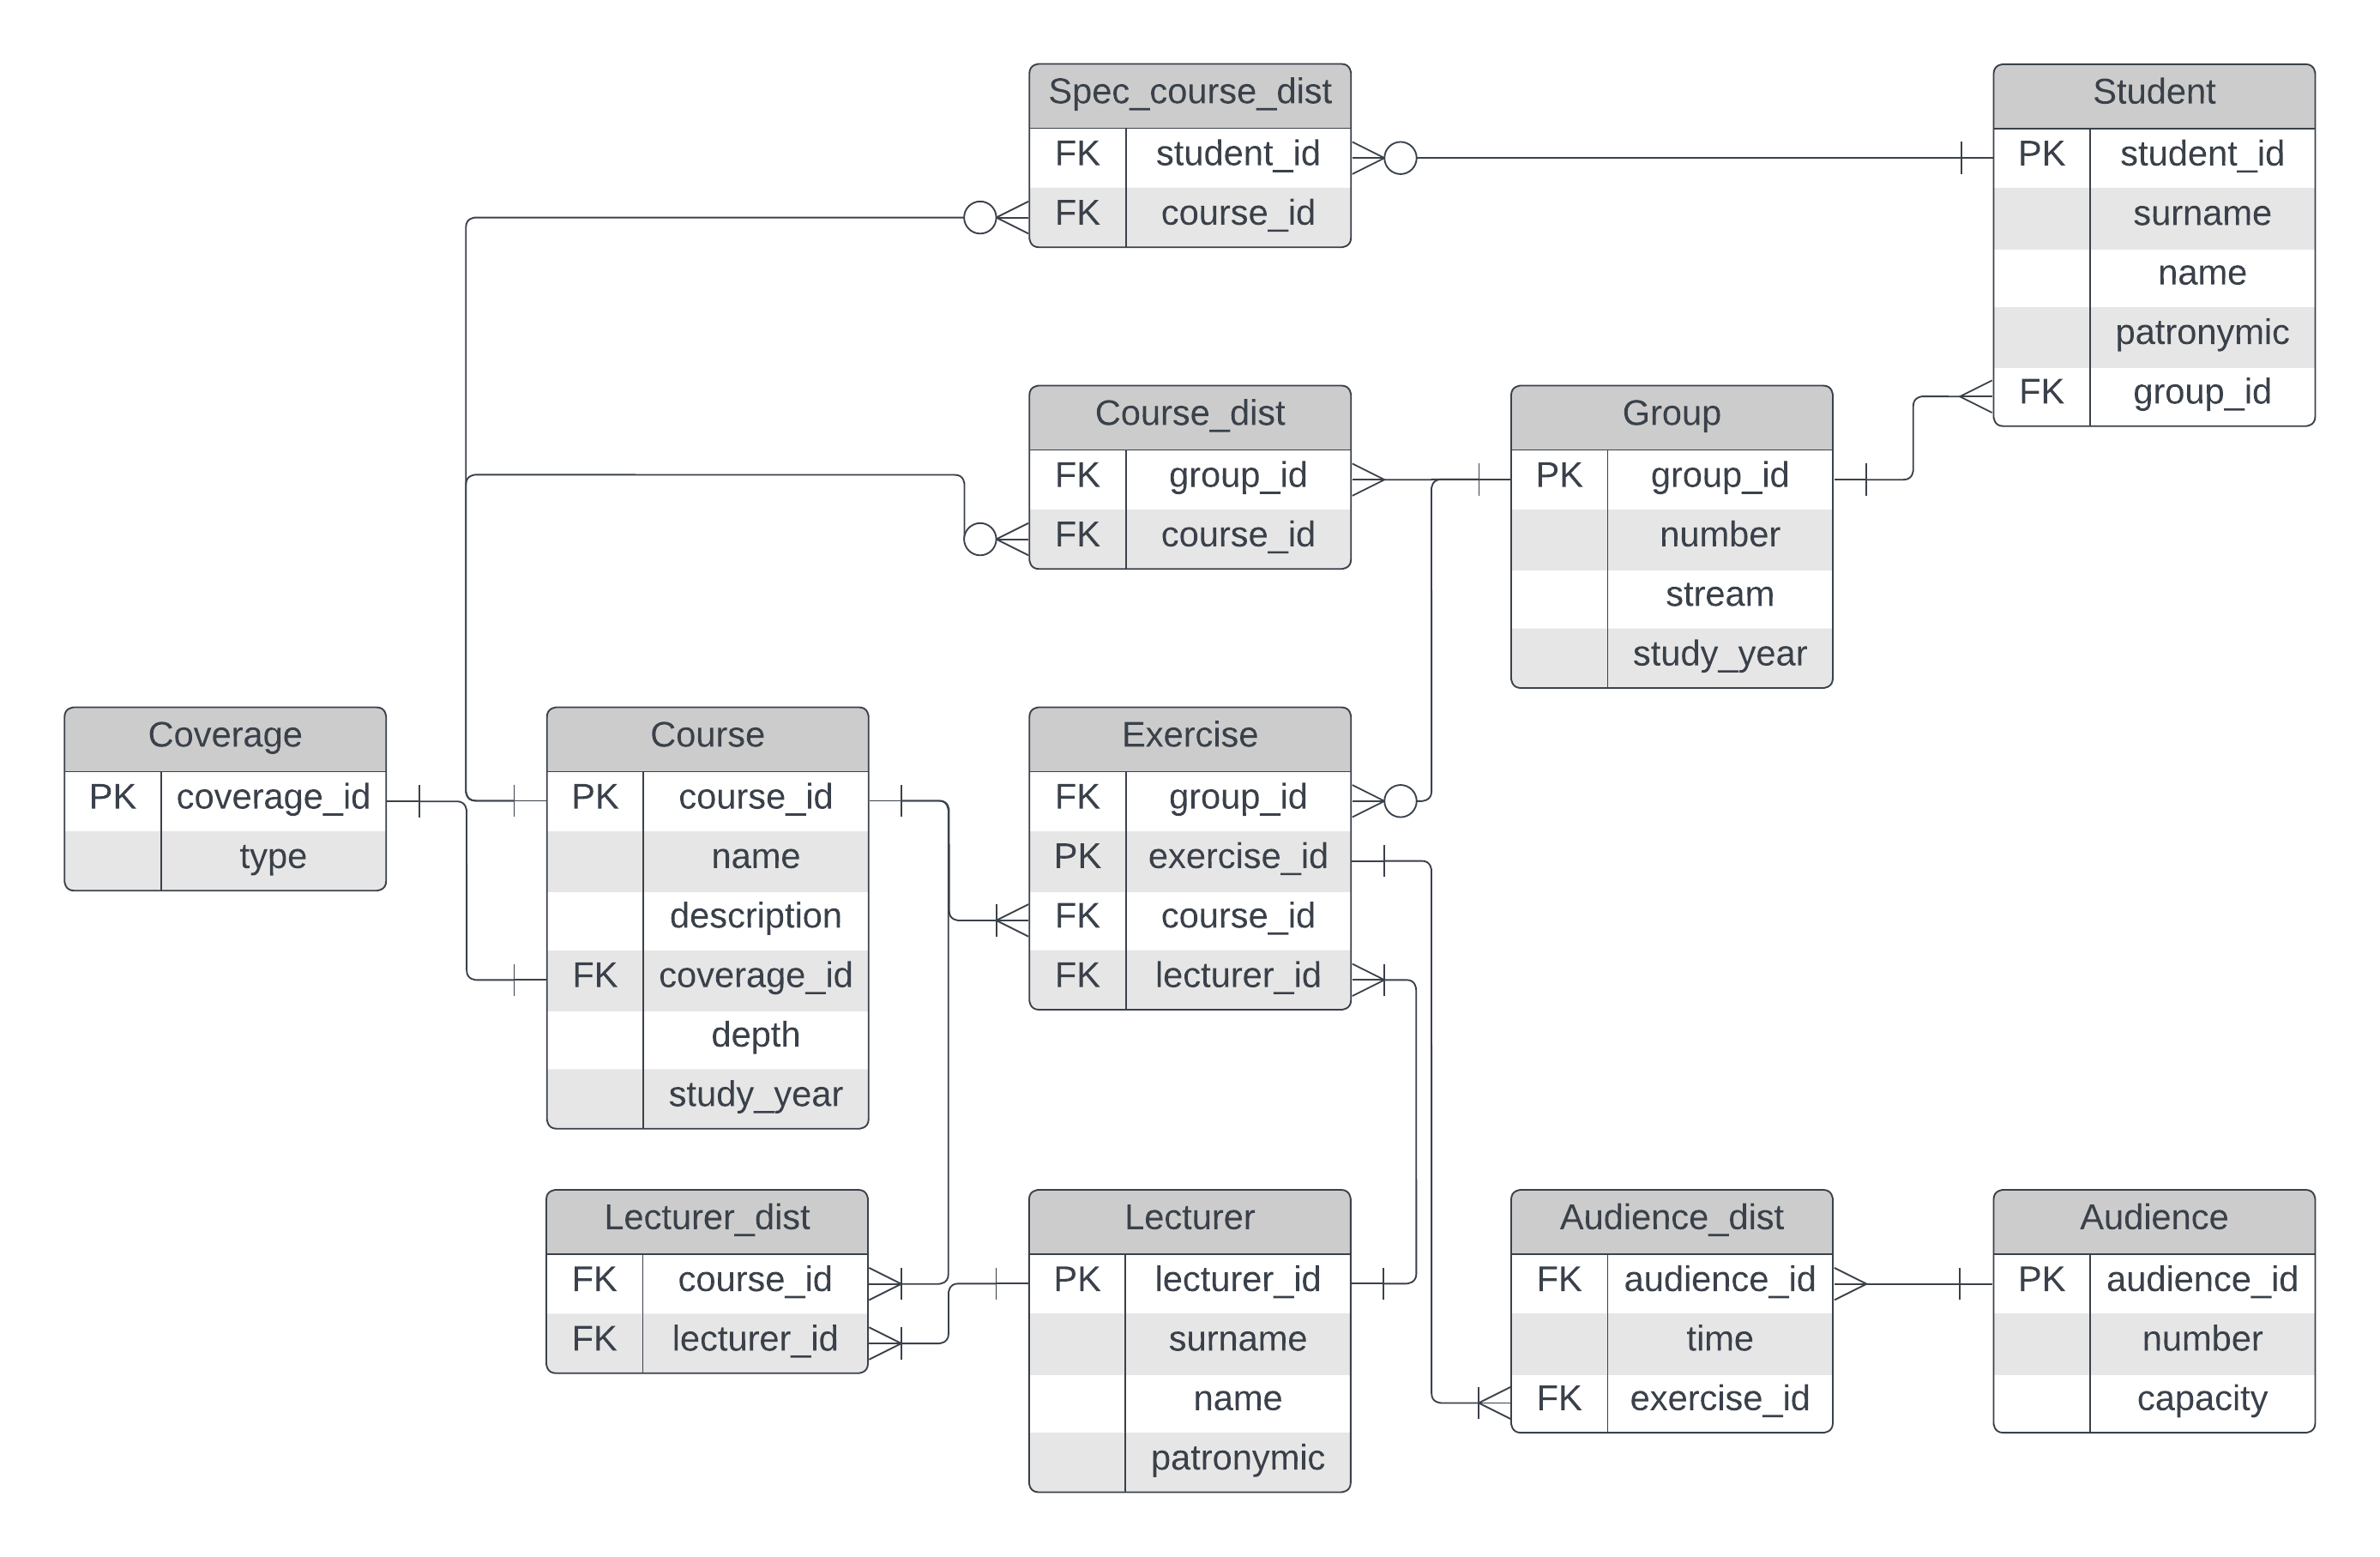 Spec_course_dist
FK student_id
FK course_id
Student
PK student_id
surname
name
patronymic
FK group_id
Course_dist
FK group_id
FK course_id
Group
PK group_id
number
stream
study_year
Coverage
PK coverage_id
type
Course
PK course_id
name
description
FK coverage_id
depth
study_year
Exercise
FK group_id
PK exercise_id
FK course_id
FK lecturer_id
Lecturer_dist
FK course_id
FK lecturer_id
Lecturer
PK lecturer_id
surname
name
patronymic
Audience_dist
FK audience_id
time
FK exercise_id
Audience
PK audience_id
number
capacity